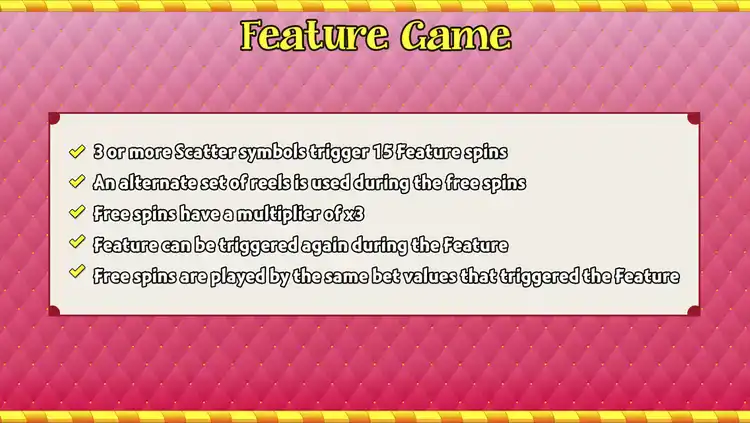 Feature Game
3 or more Scatter symbols trigger 15 Feature spins
An alternate set of reels is used during the free spins
Free spins have a multiplier of x3
Feature can be triggered again during the Feature
Free spins are played by the same bet values that triggered the Feature